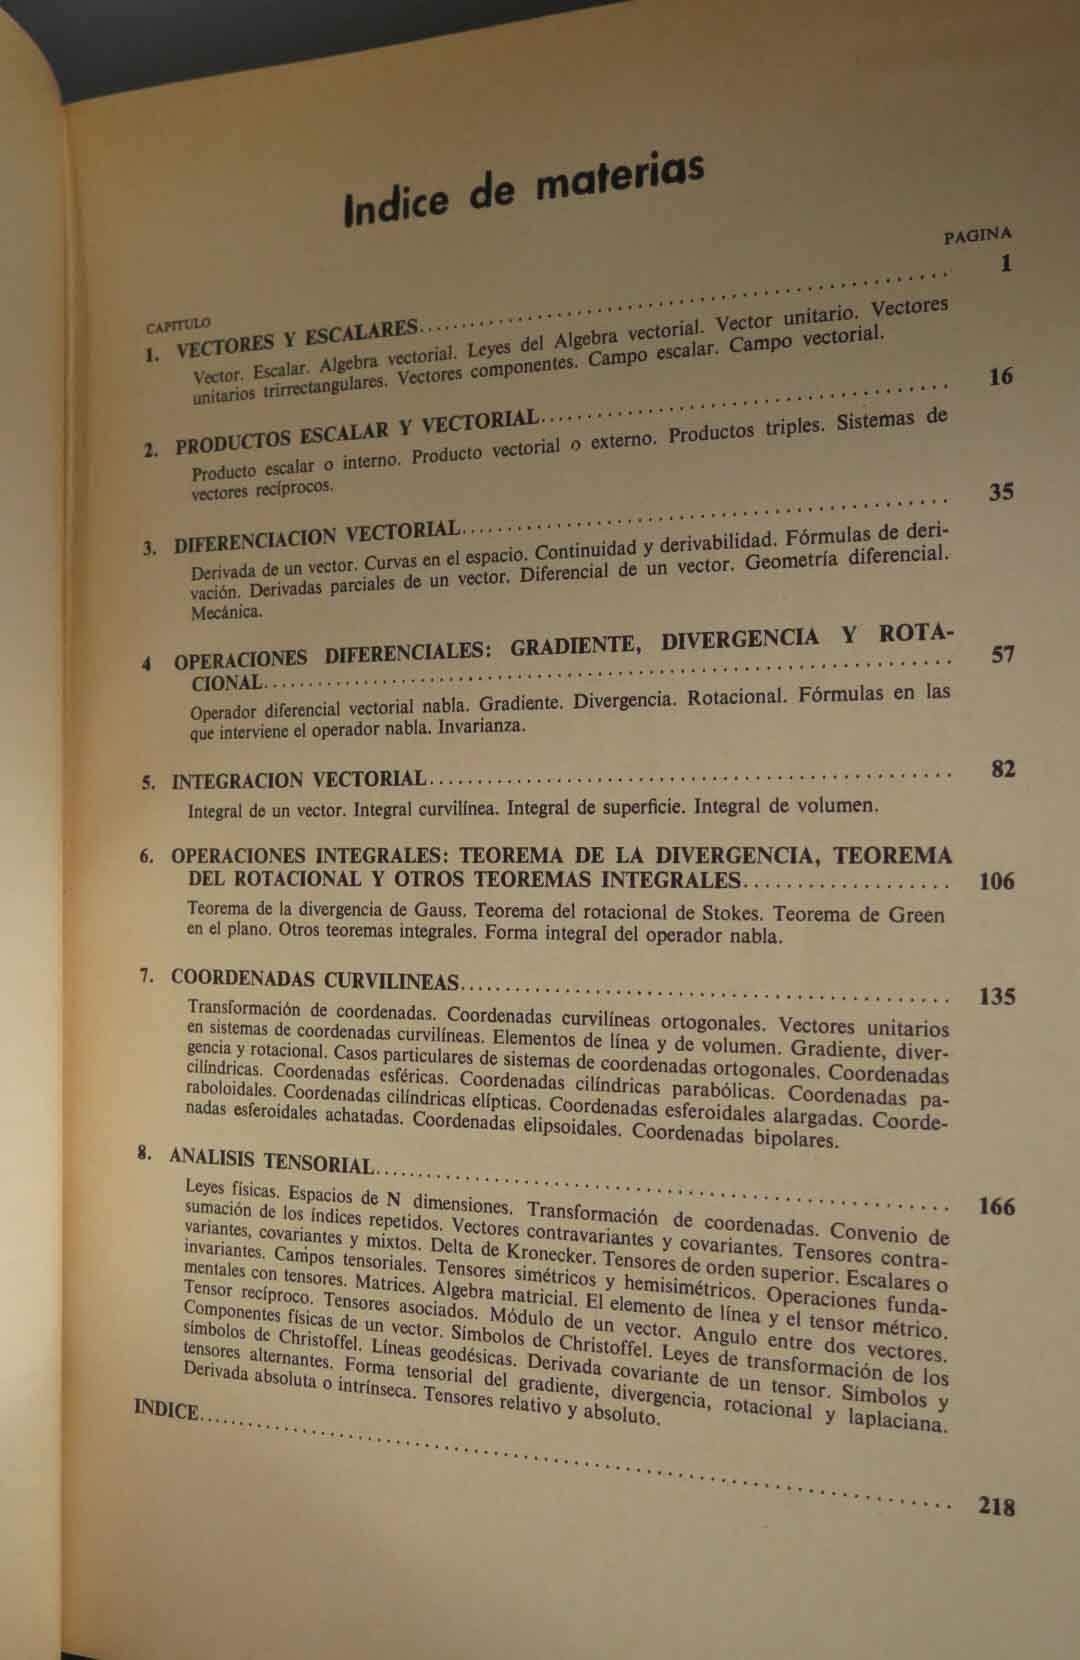 Indice de materias
CAPITULO PAGINA
1. VECTORES Y ESCALARES........ 1
Vector. Escalar. Algebra vectorial. Leyes del Algebra vectorial. Vector unitario. Vectores
unitarios trirrectangulares. Vectores componentes. Campo escalar. Campo vectorial.
2. PRODUCTOS ESCALAR Y VECTORIAL........ 16
Producto escalar o interno. Producto vectorial o externo. Productos triples. Sistemas de
vectores recíprocos.
3. DIFERENCIACION VECTORIAL........ 35
Derivada de un vector. Curvas en el espacio. Continuidad y derivabilidad. Fórmulas de deri-
vación. Derivadas parciales de un vector. Diferencial de un vector. Geometría diferencial.
Mecánica.
4 OPERACIONES DIFERENCIALES: GRADIENTE, DIVERGENCIA Y ROTA-
CIONAL........ 57
Operador diferencial vectorial nabla. Gradiente. Divergencia. Rotacional. Fórmulas en las
que interviene el operador nabla. Invarianza.
5. INTEGRACION VECTORIAL........ 82
Integral de un vector. Integral curvilínea. Integral de superficie. Integral de volumen.
6. OPERACIONES INTEGRALES: TEOREMA DE LA DIVERGENCIA, TEOREMA
DEL ROTACIONAL Y OTROS TEOREMAS INTEGRALES........ 106
Teorema de la divergencia de Gauss. Teorema del rotacional de Stokes. Teorema de Green
en el plano. Otros teoremas integrales. Forma integral del operador nabla.
7. COORDENADAS CURVILINEAS........ 135
Transformación de coordenadas. Coordenadas curvilíneas ortogonales. Vectores unitarios
en sistemas de coordenadas curvilíneas. Elementos de línea y de volumen. Gradiente, diver-
gencia y rotacional. Casos particulares de sistemas de coordenadas ortogonales. Coordenadas
cilíndricas. Coordenadas esféricas. Coordenadas cilíndricas parabólicas. Coordenadas pa-
raboloidales. Coordenadas cilíndricas elípticas. Coordenadas esferoidales alargadas. Coorde-
nadas esferoidales achatadas. Coordenadas elipsoidales. Coordenadas bipolares.
8. ANALISIS TENSORIAL........ 166
Leyes físicas. Espacios de N dimensiones. Transformación de coordenadas. Convenio de
sumación de los índices repetidos. Vectores contravariantes y covariantes. Tensores contra-
variantes, covariantes y mixtos. Delta de Kronecker. Tensores de orden superior. Escalares o
invariantes. Campos tensoriales. Tensores simétricos y hemisimétricos. Operaciones funda-
mentales con tensores. Matrices. Algebra matricial. El elemento de línea y el tensor métrico.
Tensor recíproco. Tensores asociados. Módulo de un vector. Angulo entre dos vectores.
Componentes físicas de un vector. Símbolos de Christoffel. Leyes de transformación de los
símbolos de Christoffel. Líneas geodésicas. Derivada covariante de un tensor. Símbolos y
tensores alternantes. Forma tensorial del gradiente, divergencia, rotacional y laplaciana.
Derivada absoluta o intrínseca. Tensores relativo y absoluto.
INDICE........ 218